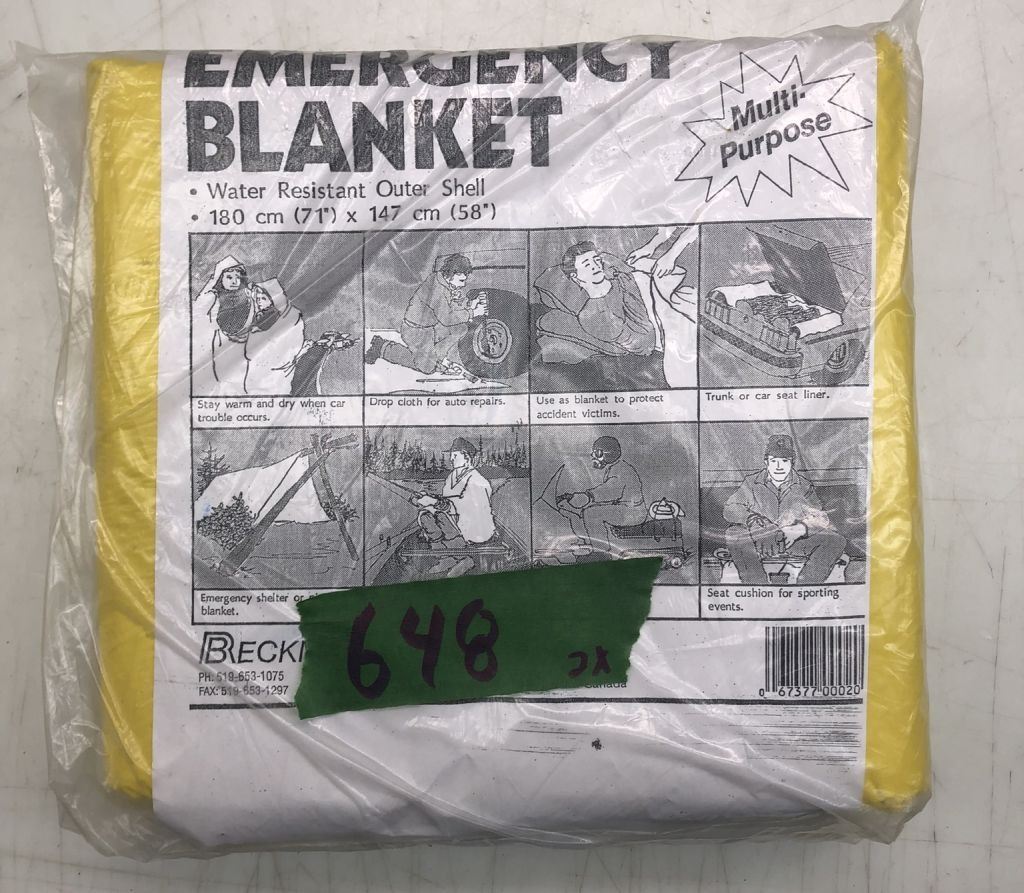 EMERGENCY
BLANKET
Multi-
Purpose
• Water Resistant Outer Shell
• 180 cm (71") x 147 cm (58")
Stay warm and dry when car
trouble occurs.
Drop cloth for auto repairs.
Use as blanket to protect
accident victims.
Trunk or car seat liner.
Emergency shelter or
blanket.
Seat cushion for sporting
events.
648
BECK
PH: 519-653-1075
FAX: 519-653-1297
Canada
0 67377 00020